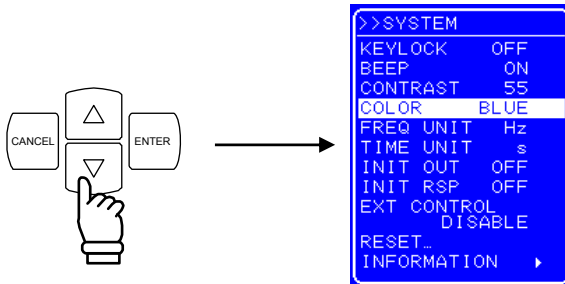 CANCEL
ENTER
>>SYSTEM
KEYLOCK OFF
BEEP ON
CONTRAST 55
COLOR BLUE
FREQ UNIT Hz
TIME UNIT s
INIT OUT OFF
INIT RSP OFF
EXT CONTROL
DISABLE
RESET…
INFORMATION